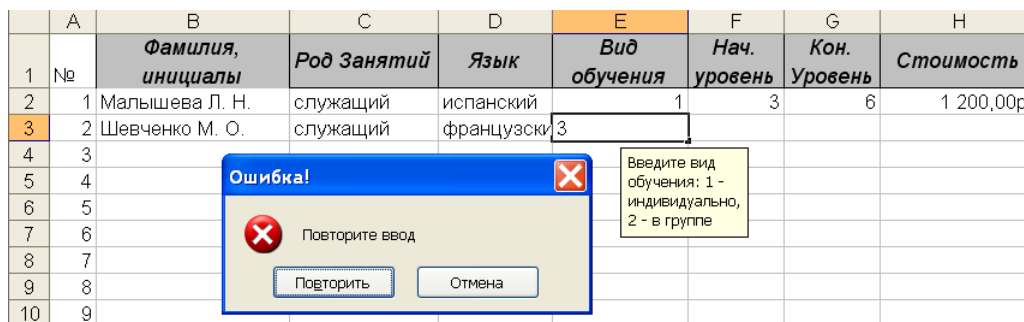 A B C D E F G H
Фамилия, Нач. Кон.
1 № инициалы Род Занятий Язык Вид обучения уровень Уровень Стоимость
2 1 Малышева Л. Н. служащий испанский 1 3 6 1 200,00р
3 2 Шевченко М. О. служащий французски 3
4 3
5 4
6 5
7 6
8 7
9 8
10 9
Ошибка!
Повторите ввод
Повторить Отмена
Введите вид
обучения: 1 -
индивидуально,
2 - в группе